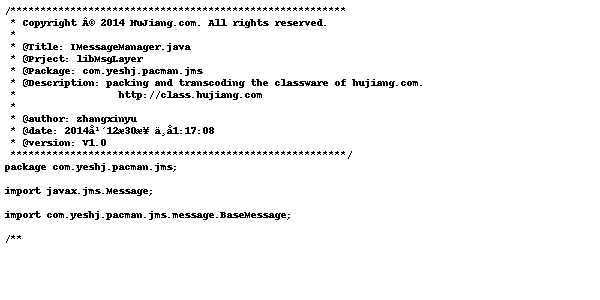 /********************************************************
 * Copyright Â© 2014 HuJiang.com. All rights reserved.
 *
 * @Title: IMessageManager.java
 * @Prject: libMsgLayer
 * @Package: com.yeshj.pacman.jms
 * @Description: packing and transcoding the classware of hujiang.com.
 *                 http://class.hujiang.com
 *
 * @author: zhangxinyu
 * @date: 2014å¹´12æ30æ¥ ä¸å1:17:08
 * @version: V1.0
 ********************************************************/
package com.yeshj.pacman.jms;

import javax.jms.Message;

import com.yeshj.pacman.jms.message.BaseMessage;

/**